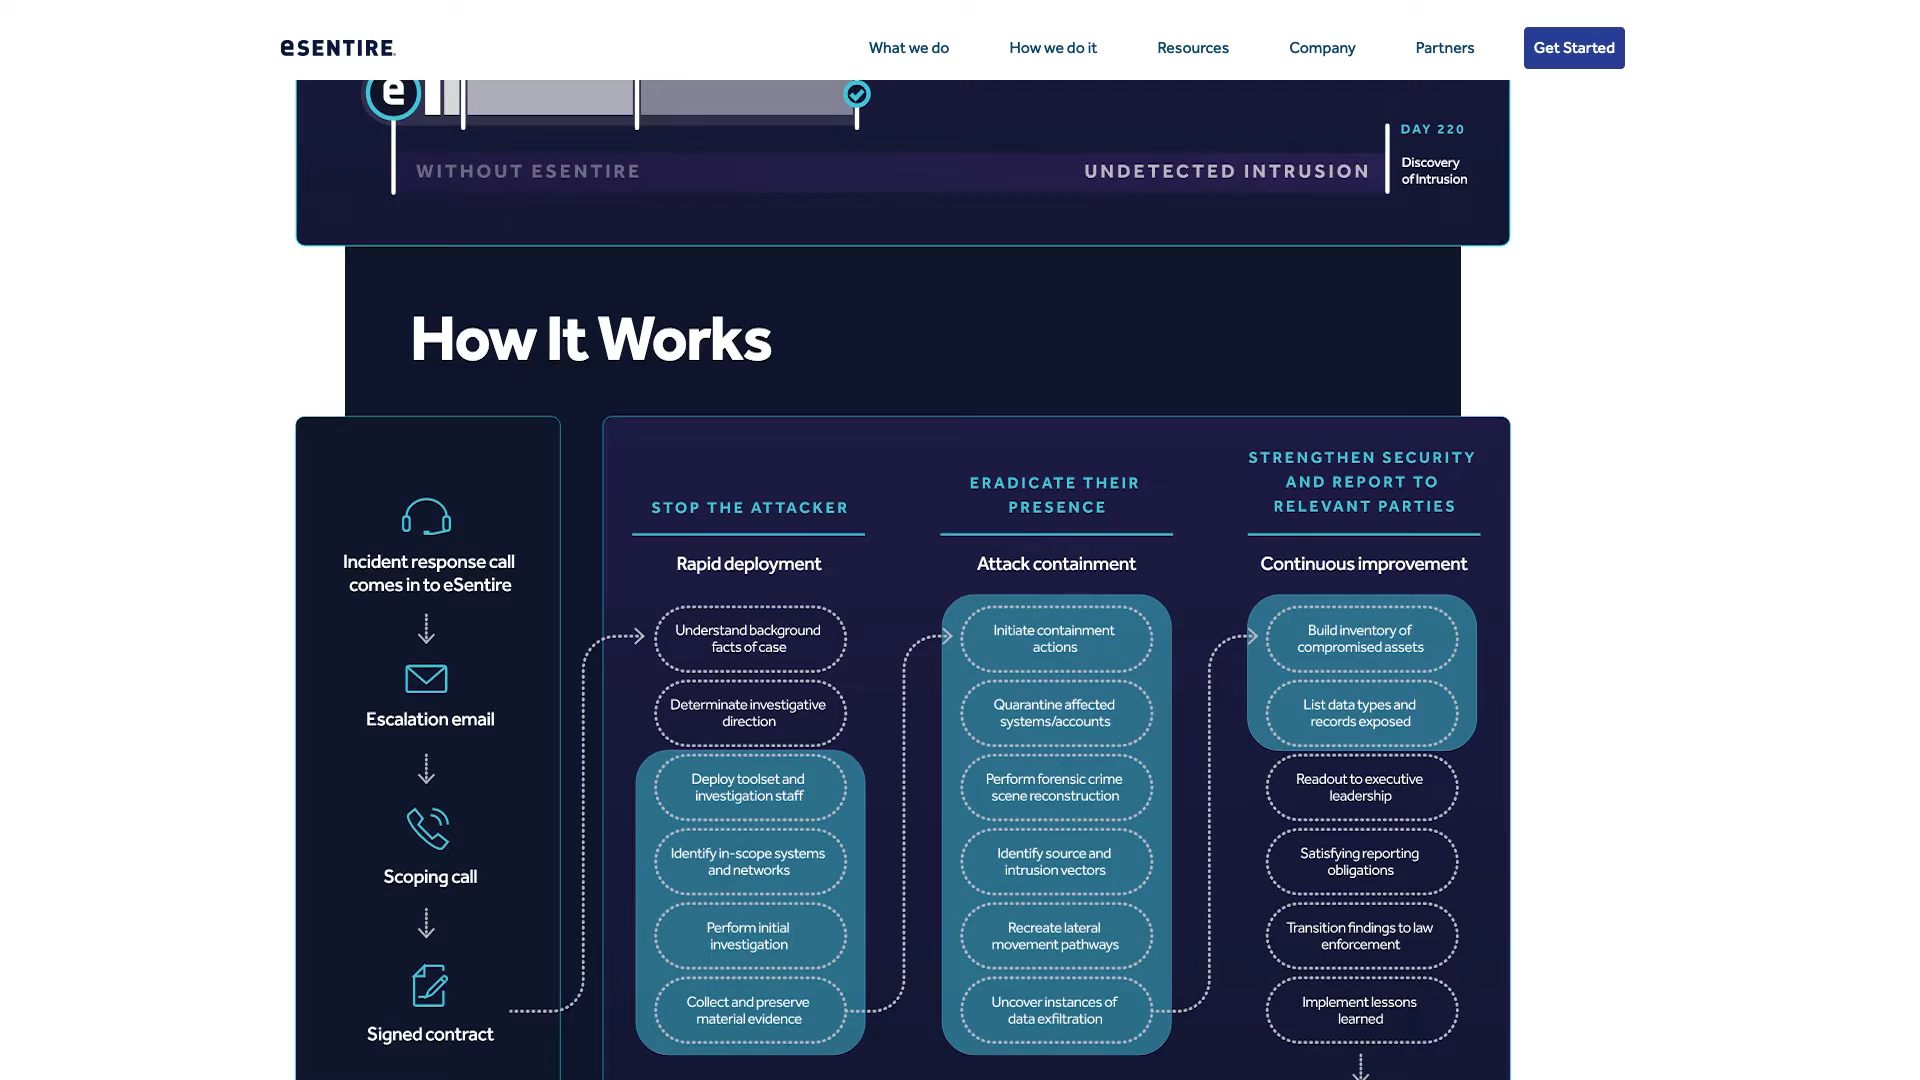 eSENTIRE
What we do
How we do it
Resources
Company
Partners
Get Started
e
WITHOUT ESENTIRE
UNDETECTED INTRUSION
DAY 220
Discovery
of Intrusion
How It Works
Incident response call
comes in to eSentire
Escalation email
Scoping call
Signed contract
STOP THE ATTACKER
Rapid deployment
Understand background
facts of case
Determinate investigative
direction
Deploy toolset and
investigation staff
Identify in-scope systems
and networks
Perform initial
investigation
Collect and preserve
material evidence
ERADICATE THEIR
PRESENCE
Attack containment
Initiate containment
actions
Quarantine affected
systems/accounts
Perform forensic crime
scene reconstruction
Identify source and
intrusion vectors
Recreate lateral
movement pathways
Uncover instances of
data exfiltration
STRENGTHEN SECURITY
AND REPORT TO
RELEVANT PARTIES
Continuous improvement
Build inventory of
compromised assets
List data types and
records exposed
Readout to executive
leadership
Satisfying reporting
obligations
Transition findings to law
enforcement
Implement lessons
learned